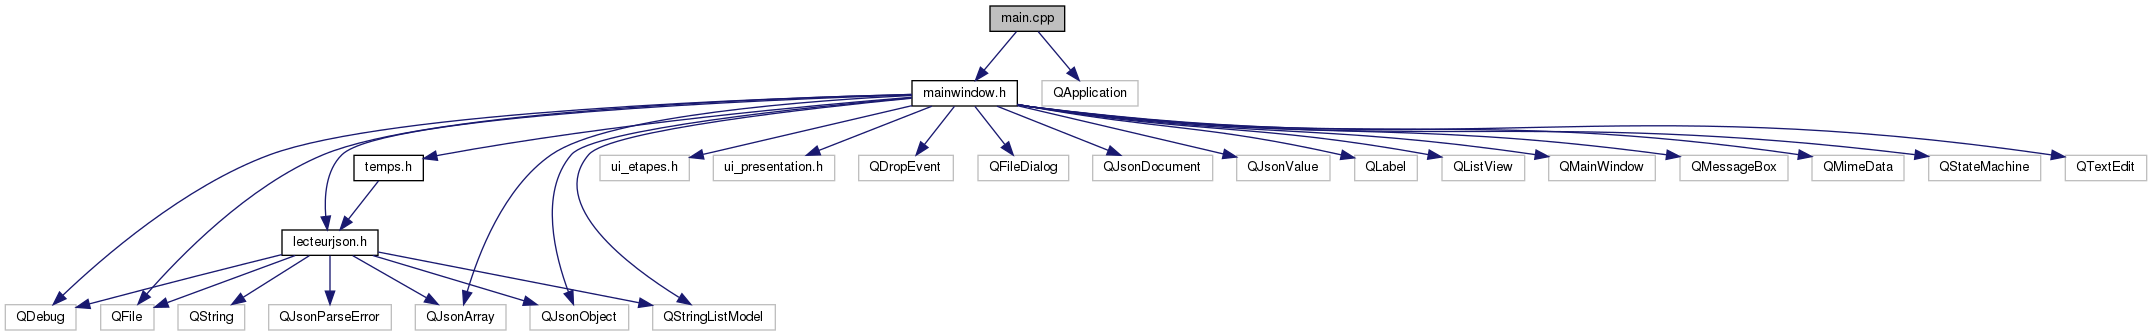 main.cpp
mainwindow.h
QApplication
temps.h
ui_etapes.h
ui_presentation.h
QDropEvent
QFileDialog
QJsonDocument
QJsonValue
QLabel
QListView
QMainWindow
QMessageBox
QMimeData
QStateMachine
QTextEdit
lecteurjson.h
QDebug
QFile
QString
QJsonParseError
QJsonArray
QJsonObject
QStringListModel